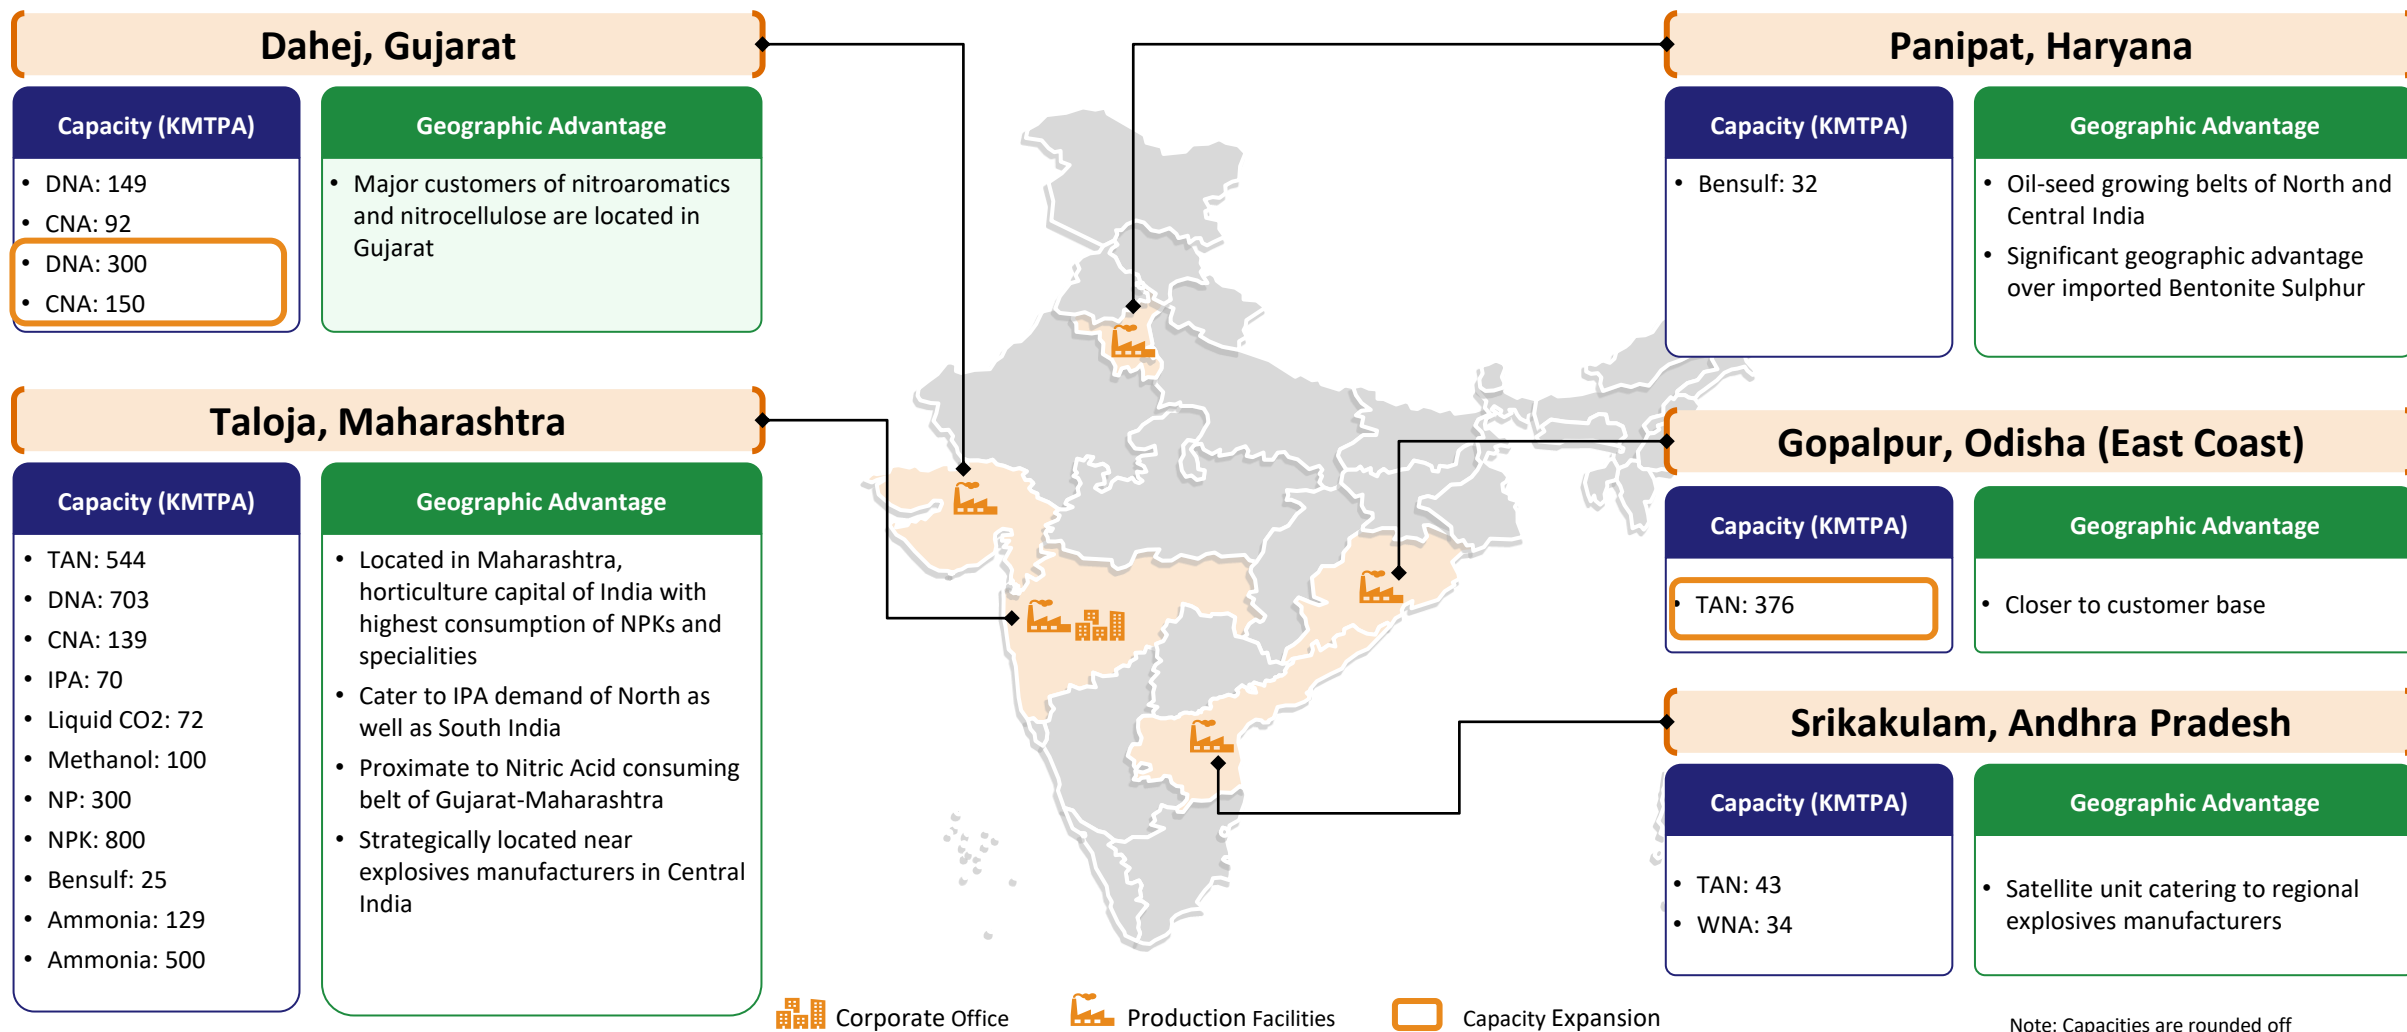 Dahej, Gujarat
Capacity (KMTPA)
• DNA: 149
• CNA: 92
• DNA: 300
• CNA: 150
Geographic Advantage
• Major customers of nitroaromatics
and nitrocellulose are located in
Gujarat
Taloja, Maharashtra
Capacity (KMTPA)
• TAN: 544
• DNA: 703
• CNA: 139
• IPA: 70
• Liquid CO2: 72
• Methanol: 100
• NP: 300
• NPK: 800
• Bensulf: 25
• Ammonia: 129
• Ammonia: 500
Geographic Advantage
• Located in Maharashtra,
horticulture capital of India with
highest consumption of NPKs and
specialities
• Cater to IPA demand of North as
well as South India
• Proximate to Nitric Acid consuming
belt of Gujarat-Maharashtra
• Strategically located near
explosives manufacturers in Central
India
Panipat, Haryana
Capacity (KMTPA)
• Bensulf: 32
Geographic Advantage
• Oil-seed growing belts of North and
Central India
• Significant geographic advantage
over imported Bentonite Sulphur
Gopalpur, Odisha (East Coast)
Capacity (KMTPA)
• TAN: 376
Geographic Advantage
• Closer to customer base
Srikakulam, Andhra Pradesh
Capacity (KMTPA)
• TAN: 43
• WNA: 34
Geographic Advantage
• Satellite unit catering to regional
explosives manufacturers
Corporate Office
Production Facilities
Capacity Expansion
Note: Capacities are rounded off